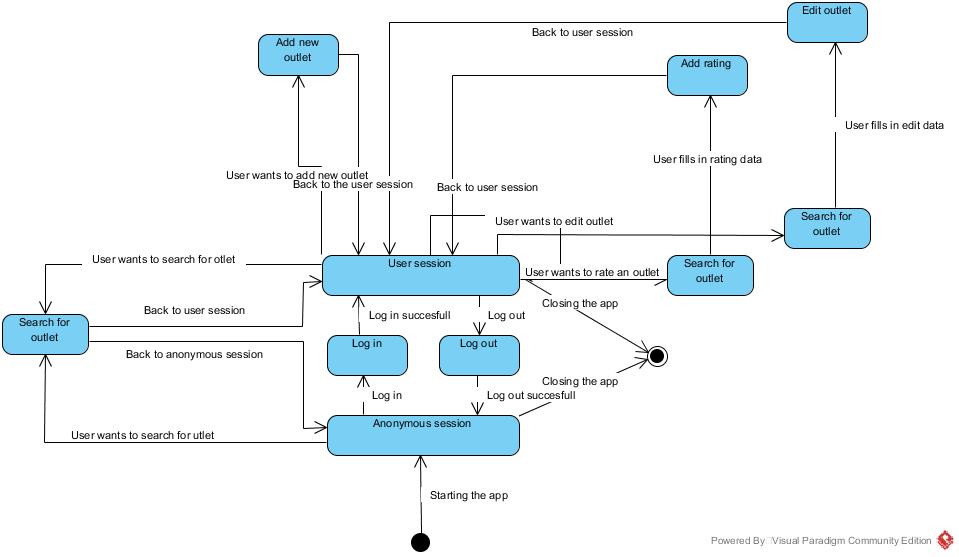 Edit outlet
Back to user session
Add new
outlet
Add rating
User fills in edit data
User fills in rating data
User wants to add new outlet
Back to the user session
Back to user session
Search for
outlet
User wants to edit outlet
User wants to search for otlet
User session
User wants to rate an outlet
Search for
outlet
Back to user session
Log in succesfull
Log out
Closing the app
Search for
outlet
Log in
Log out
Back to anonymous session
Closing the app
Log in
Log out succesfull
Anonymous session
User wants to search for utlet
Starting the app
Powered By Visual Paradigm Community Edition